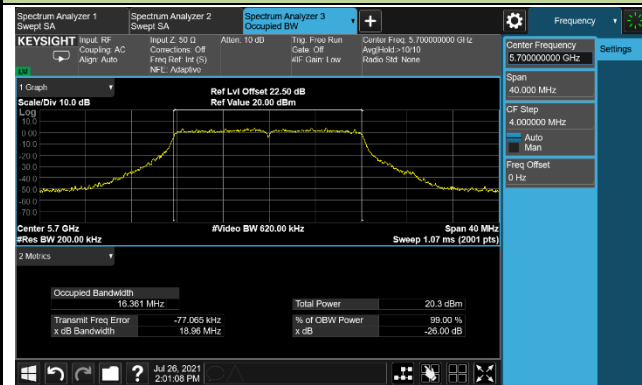 Spectrum Analyzer 1
Swept SA
Spectrum Analyzer 2
Swept SA
Spectrum Analyzer 3
Occupied BW
+
Frequency
KEYSIGHT
Input: RF
Coupling: AC
Align: Auto
Input Z: 50 Ω
Corrections: Off
Freq Ref: Int (S)
NFE: Adaptive
Atten: 10 dB
Trig: Free Run
Gate: Off
#IF Gain: Low
Center Freq: 5.700000000 GHz
Avg|Hold:>10/10
Radio Std: None
Center Frequency
5.700000000 GHz
Settings
Span
40.000 MHz
CF Step
4.000000 MHz
Auto
Man
Freq Offset
0 Hz
1 Graph
Scale/Div 10.0 dB
Ref Lvl Offset 22.50 dB
Ref Value 20.00 dBm
Log
10.0
0.00
-10.0
-20.0
-30.0
-40.0
-50.0
-60.0
-70.0
Center 5.7 GHz
#Res BW 200.00 kHz
#Video BW 620.00 kHz
Span 40 MHz
Sweep 1.07 ms (2001 pts)
2 Metrics
Occupied Bandwidth
16.361 MHz
Total Power 20.3 dBm
Transmit Freq Error -77.065 kHz
% of OBW Power 99.00 %
x dB Bandwidth 18.96 MHz
x dB -26.00 dB
?
Jul 26, 2021
2:01:08 PM